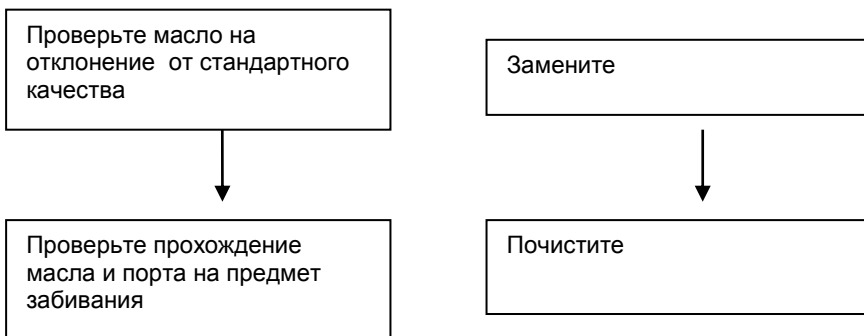 Проверьте масло на
отклонение от стандартного
качества
Замените
Проверьте прохождение
масла и порта на предмет
забивания
Почистите